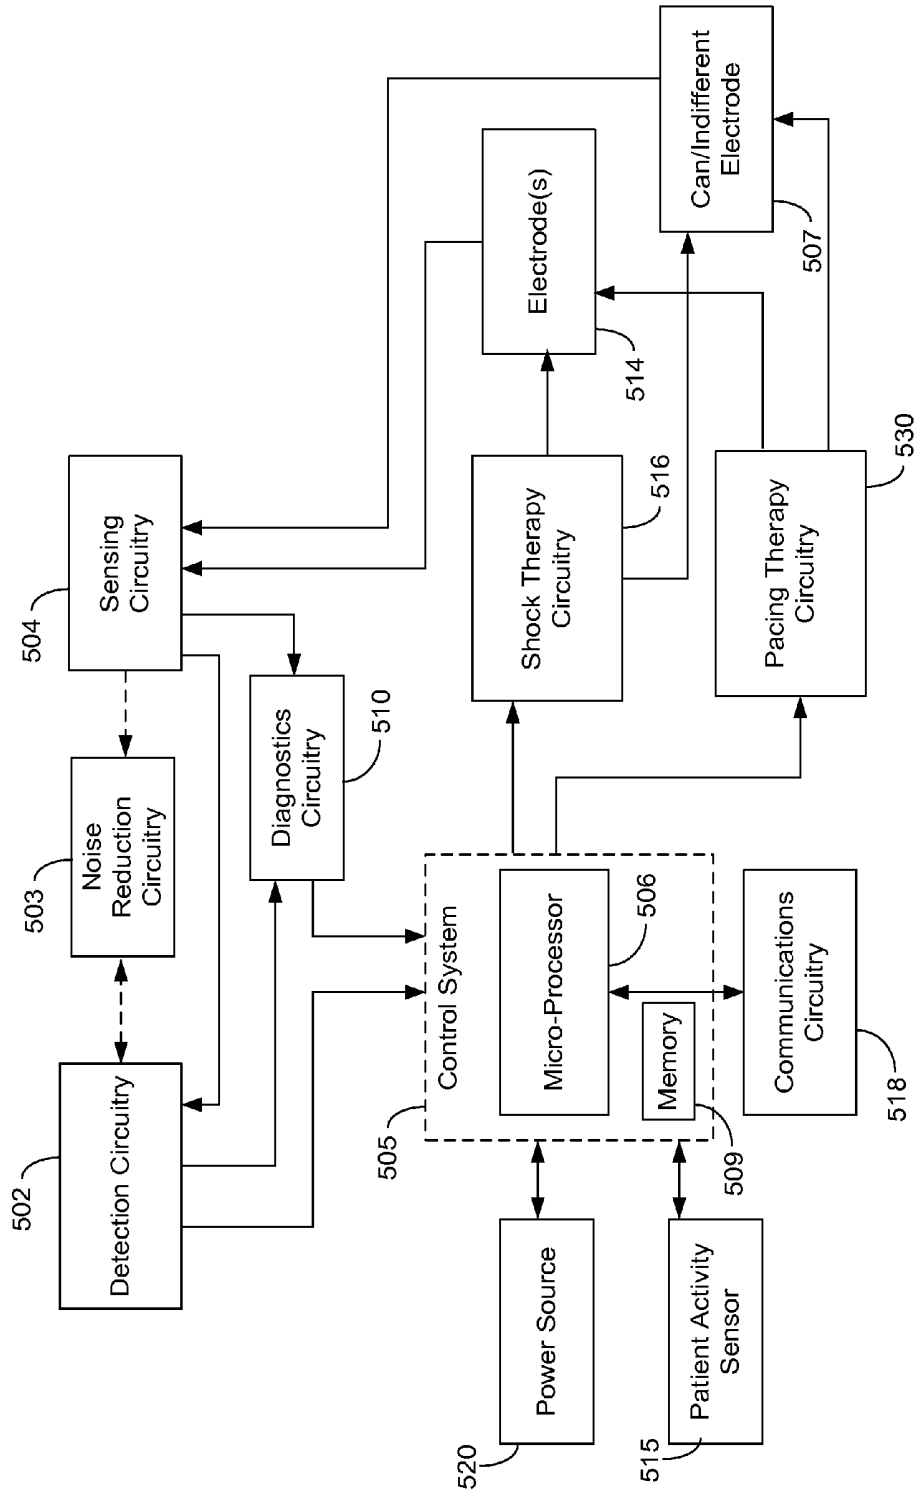 502
Detection Circuitry
503
Noise
Reduction
Circuitry
504
Sensing
Circuitry
Diagnostics
Circuitry
510
505
Control System
Micro-Processor
506
Memory
509
520
Power Source
515
Patient Activity
Sensor
Communications
Circuitry
518
Shock Therapy
Circuitry
516
Electrode(s)
514
Can/Indifferent
Electrode
507
Pacing Therapy
Circuitry
530